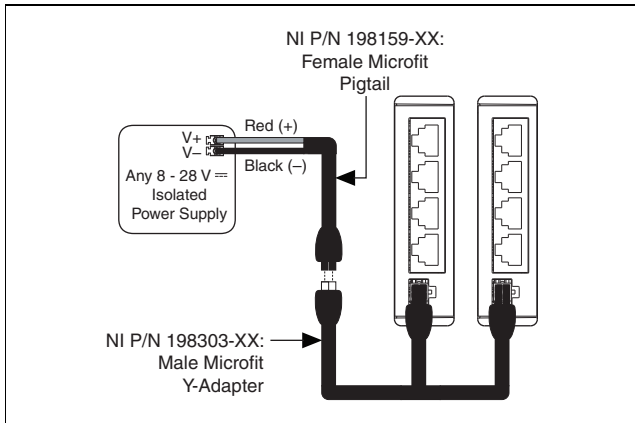 NI P/N 198159-XX:
Female Microfit
Pigtail
V+
Red (+)
V–
Black (–)
Any 8 - 28 V ⎓
Isolated
Power Supply
NI P/N 198303-XX:
Male Microfit
Y-Adapter